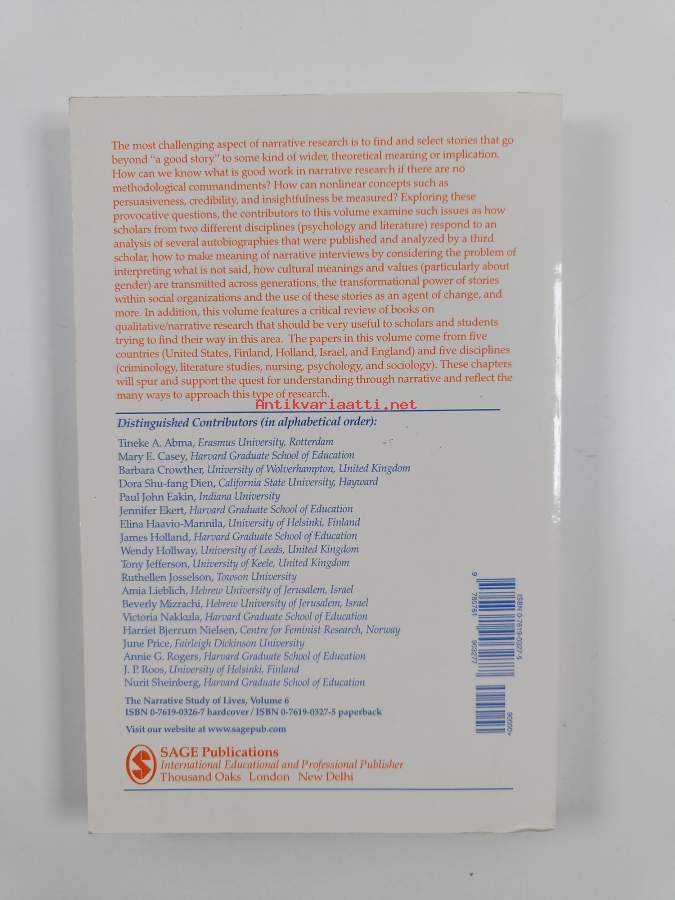 The most challenging aspect of narrative research is to find and select stories that go
beyond "a good story" to some kind of wider, theoretical meaning or implication.
How can we know what is good work in narrative research if there are no
methodological commandments? How can nonlinear concepts such as
persuasiveness, credibility, and insightfulness be measured? Exploring these
provocative questions, the contributors to this volume examine such issues as how
scholars from two different disciplines (psychology and literature) respond to an
analysis of several autobiographies that were published and analyzed by a third
scholar, how to make meaning of narrative interviews by considering the problem of
interpreting what is not said, how cultural meanings and values (particularly about
gender) are transmitted across generations, the transformational power of stories
within social organizations and the use of these stories as an agent of change, and
more. In addition, this volume features a critical review of books on
qualitative/narrative research that should be very useful to scholars and students
trying to find their way in this area. The papers in this volume come from five
countries (United States, Finland, Holland, Israel, and England) and five disciplines
(criminology, literature studies, nursing, psychology, and sociology). These chapters
will spur and support the quest for understanding through narrative and reflect the
many ways to approach this type of research.
Antikvariaatti.net
Distinguished Contributors (in alphabetical order):
Tineke A. Abma, Erasmus University, Rotterdam
Mary E. Casey, Harvard Graduate School of Education
Barbara Crowther, University of Wolverhampton, United Kingdom
Dora Shu-fang Dien, California State University, Hayward
Paul John Eakin, Indiana University
Jennifer Ekert, Harvard Graduate School of Education
Elina Haavio-Mannila, University of Helsinki, Finland
James Holland, Harvard Graduate School of Education
Wendy Hollway, University of Leeds, United Kingdom
Tony Jefferson, University of Keele, United Kingdom
Ruthellen Josselson, Towson University
Amia Lieblich, Hebrew University of Jerusalem, Israel
Beverly Mizrachi, Hebrew University of Jerusalem, Israel
Victoria Nakkula, Harvard Graduate School of Education
Harriet Bjerrum Nielsen, Centre for Feminist Research, Norway
June Price, Fairleigh Dickinson University
Annie G. Rogers, Harvard Graduate School of Education
J. P. Roos, University of Helsinki, Finland
Nurit Sheinberg, Harvard Graduate School of Education
The Narrative Study of Lives, Volume 6
ISBN 0-7619-0326-7 hardcover / ISBN 0-7619-0327-5 paperback
Visit our website at www.sagepub.com
S
SAGE Publications
International Educational and Professional Publisher
Thousand Oaks London New Delhi
ISBN 0-7619-0327-5
9 780761 903277
90000>